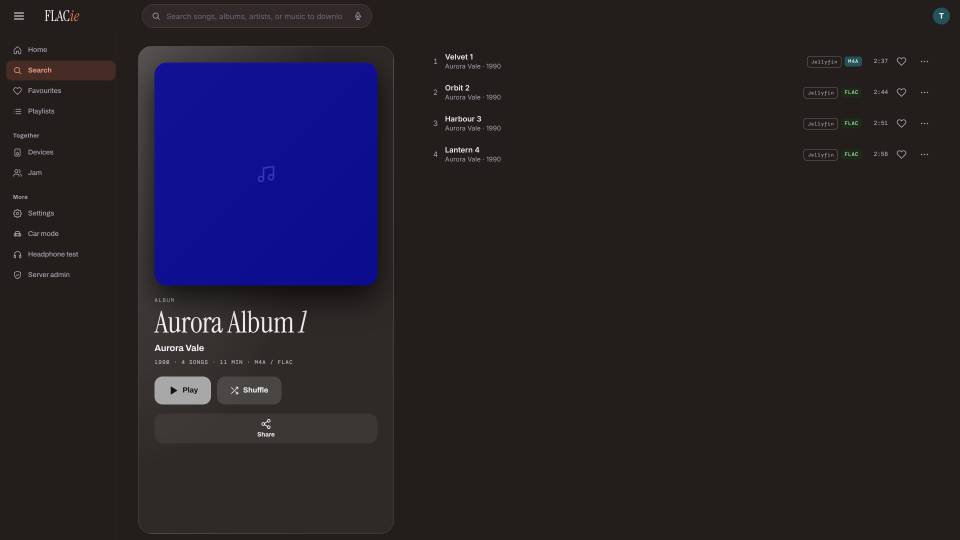 FLACie
Search songs, albums, artists, or music to downlo
T
Home
Search
Favourites
Playlists
Together
Devices
Jam
More
Settings
Car mode
Headphone test
Server admin
ALBUM
Aurora Album 1
Aurora Vale
1990 · 4 SONGS · 11 MIN · M4A / FLAC
Play
Shuffle
Share
1 Velvet 1 Jellyfin M4A 2:37
Aurora Vale · 1990
2 Orbit 2 Jellyfin FLAC 2:44
Aurora Vale · 1990
3 Harbour 3 Jellyfin FLAC 2:51
Aurora Vale · 1990
4 Lantern 4 Jellyfin FLAC 2:58
Aurora Vale · 1990